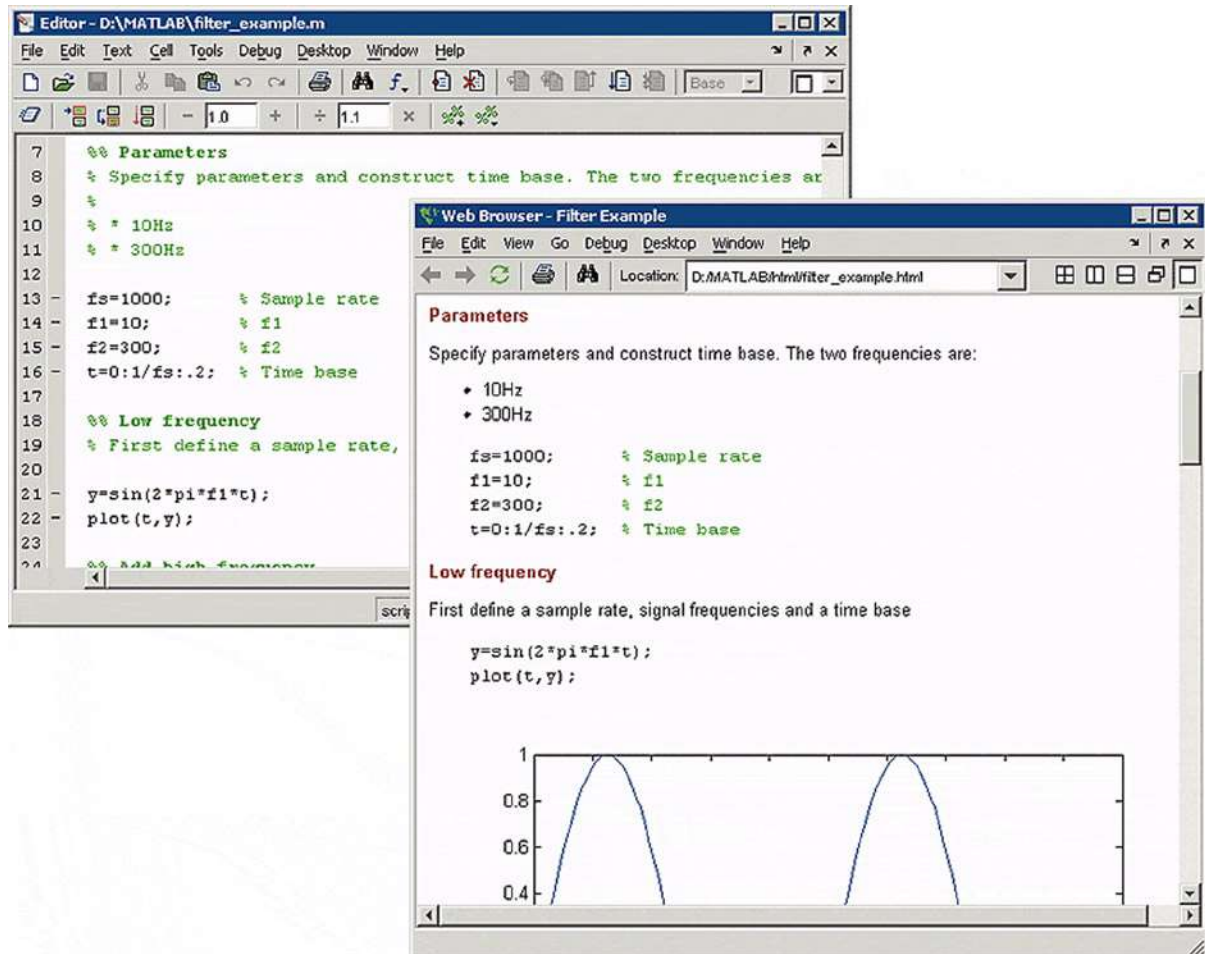 Editor - D:\MATLAB\filter_example.m
File Edit Text Cell Tools Debug Desktop Window Help
Base
- 1.0 + ÷ 1.1 ×
7 %% Parameters
8 % Specify parameters and construct time base. The two frequencies ar
9 %
10 % * 10Hz
11 % * 300Hz
12
13 - fs=1000; % Sample rate
14 - f1=10; % f1
15 - f2=300; % f2
16 - t=0:1/fs:.2; % Time base
17
18 %% Low frequency
19 % First define a sample rate,
20
21 - y=sin(2*pi*f1*t);
22 - plot(t,y);
23
24 %% Add high frequency
scrip
Web Browser - Filter Example
File Edit View Go Debug Desktop Window Help
Location: D:/MATLAB/html/filter_example.html
Parameters
Specify parameters and construct time base. The two frequencies are:
• 10Hz
• 300Hz
fs=1000; % Sample rate
f1=10; % f1
f2=300; % f2
t=0:1/fs:.2; % Time base
Low frequency
First define a sample rate, signal frequencies and a time base
y=sin(2*pi*f1*t);
plot(t,y);
1
0.8
0.6
0.4